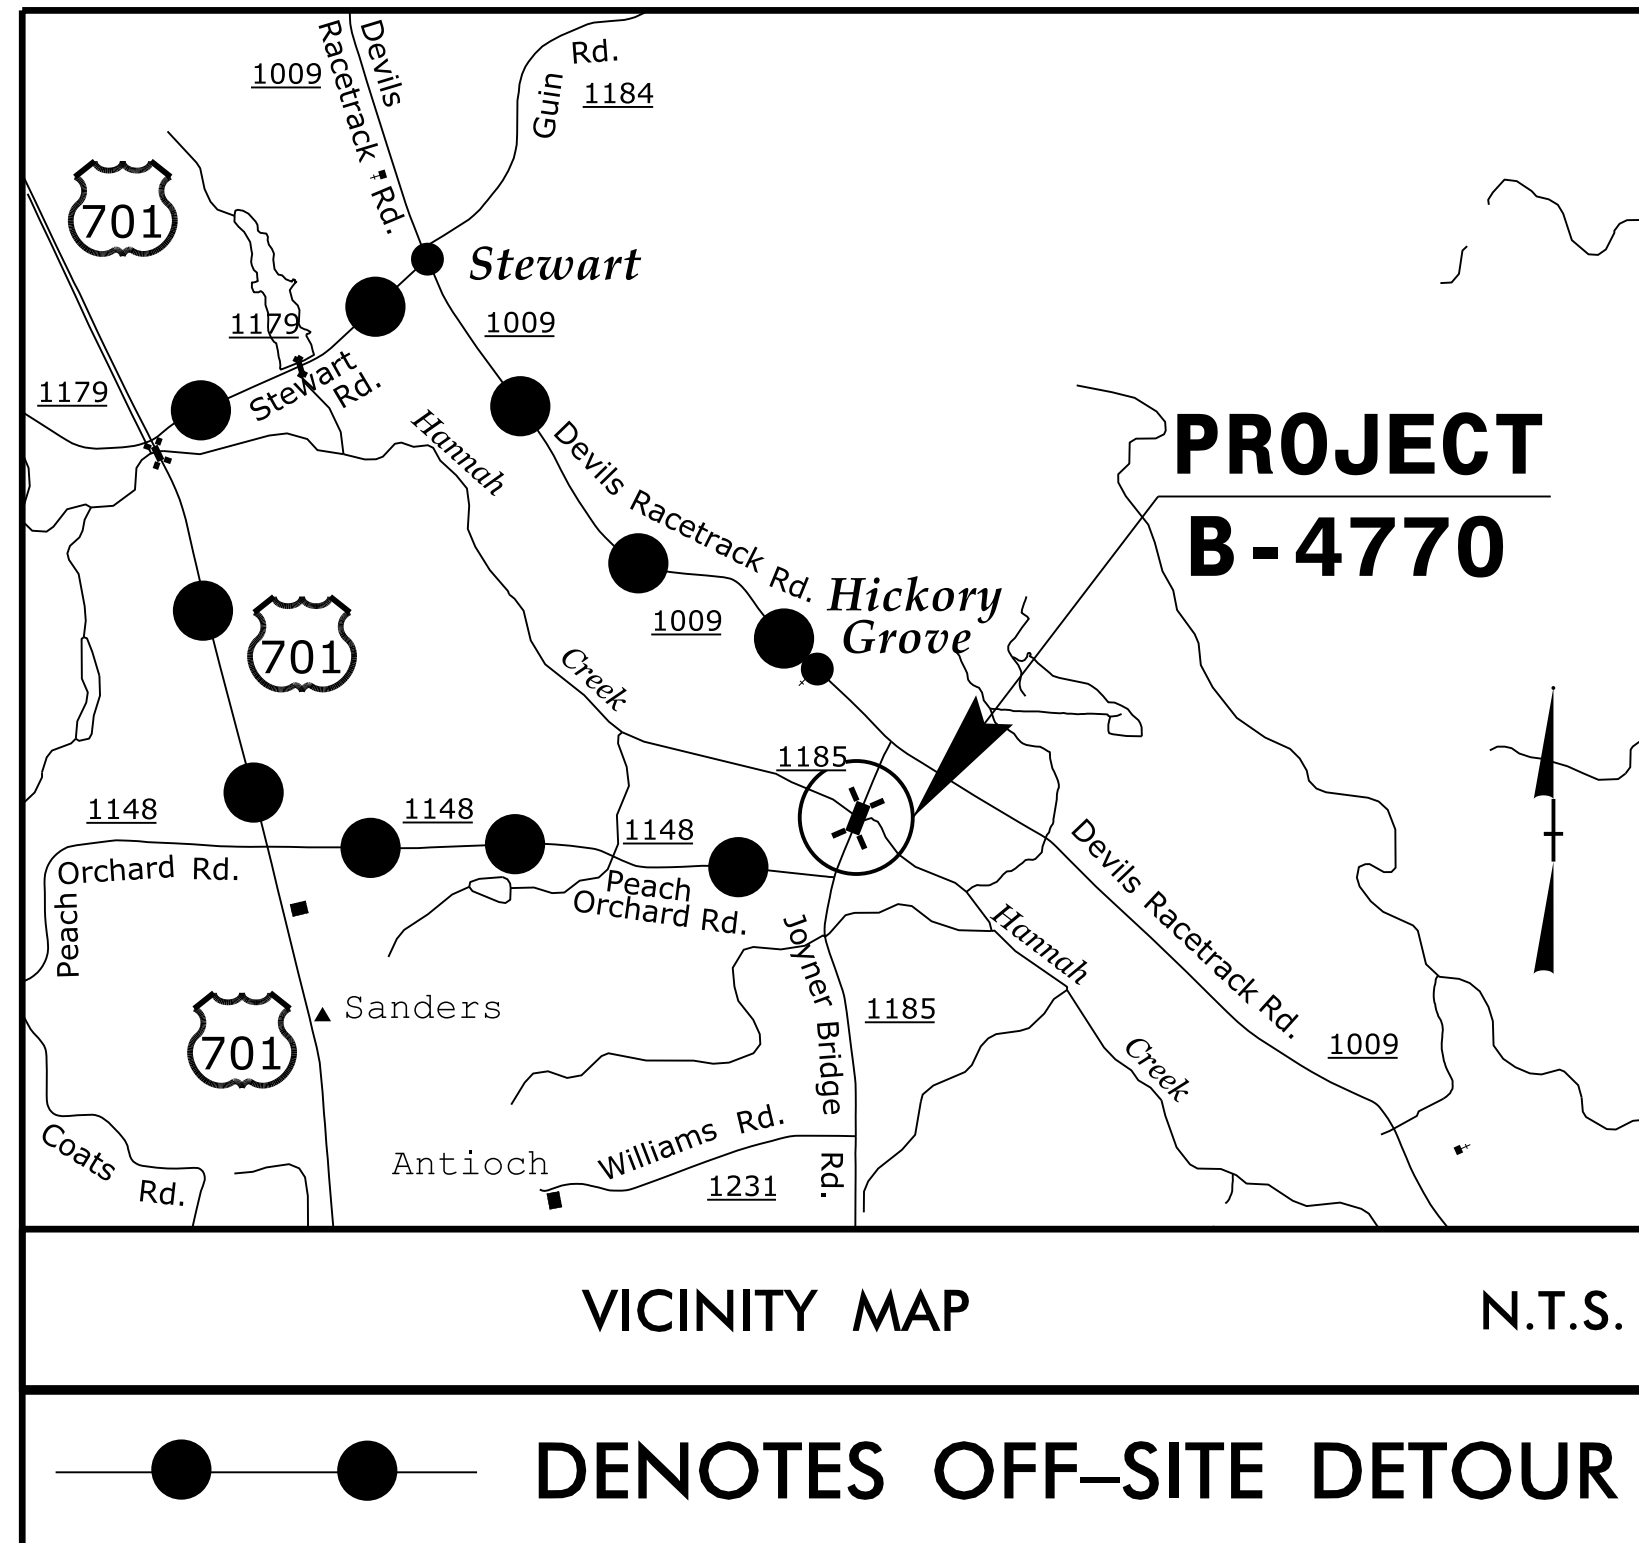 Devils
Racetrack Rd.
1009
Guin Rd.
1184
701
Stewart
1179
1009
Stewart
Rd.
1179
Hannah
Devils Racetrack Rd.
PROJECT
B-4770
Hickory
Grove
1009
701
Creek
1185
1148
1148
1148
Orchard Rd.
Peach
Peach
Orchard Rd.
Devils Racetrack Rd.
Hannah
Joyner Bridge Rd.
Sanders
701
1185
1009
Creek
Coats Rd.
Antioch
Williams Rd.
1231
VICINITY MAP
N.T.S.
DENOTES OFF-SITE DETOUR